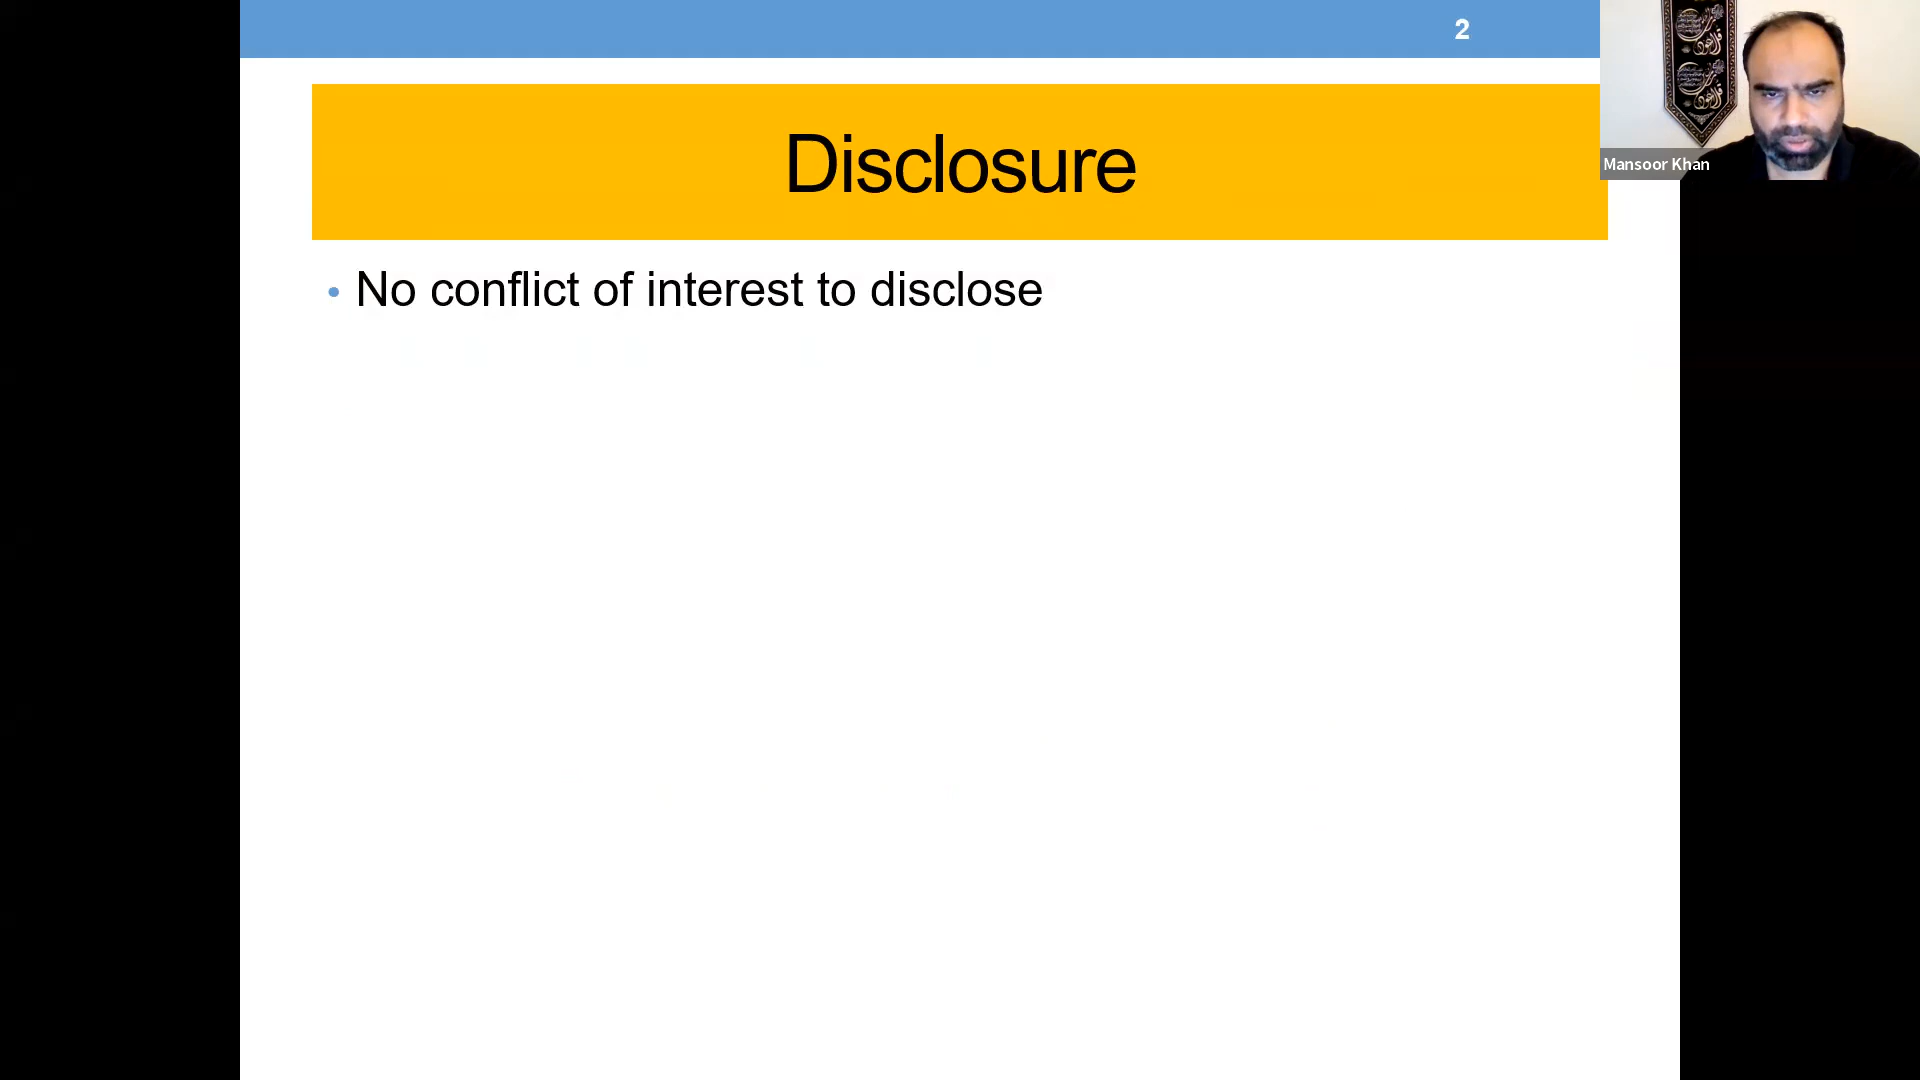 2
Disclosure
• No conflict of interest to disclose
Mansoor Khan